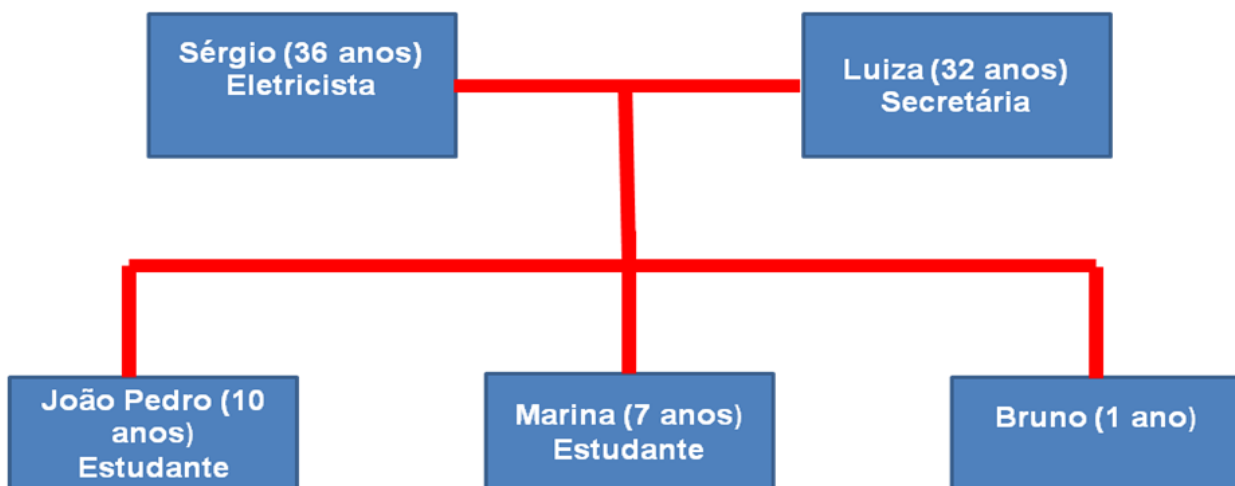 Sérgio (36 anos)
Eletricista
Luiza (32 anos)
Secretária
João Pedro (10
anos)
Estudante
Marina (7 anos)
Estudante
Bruno (1 ano)